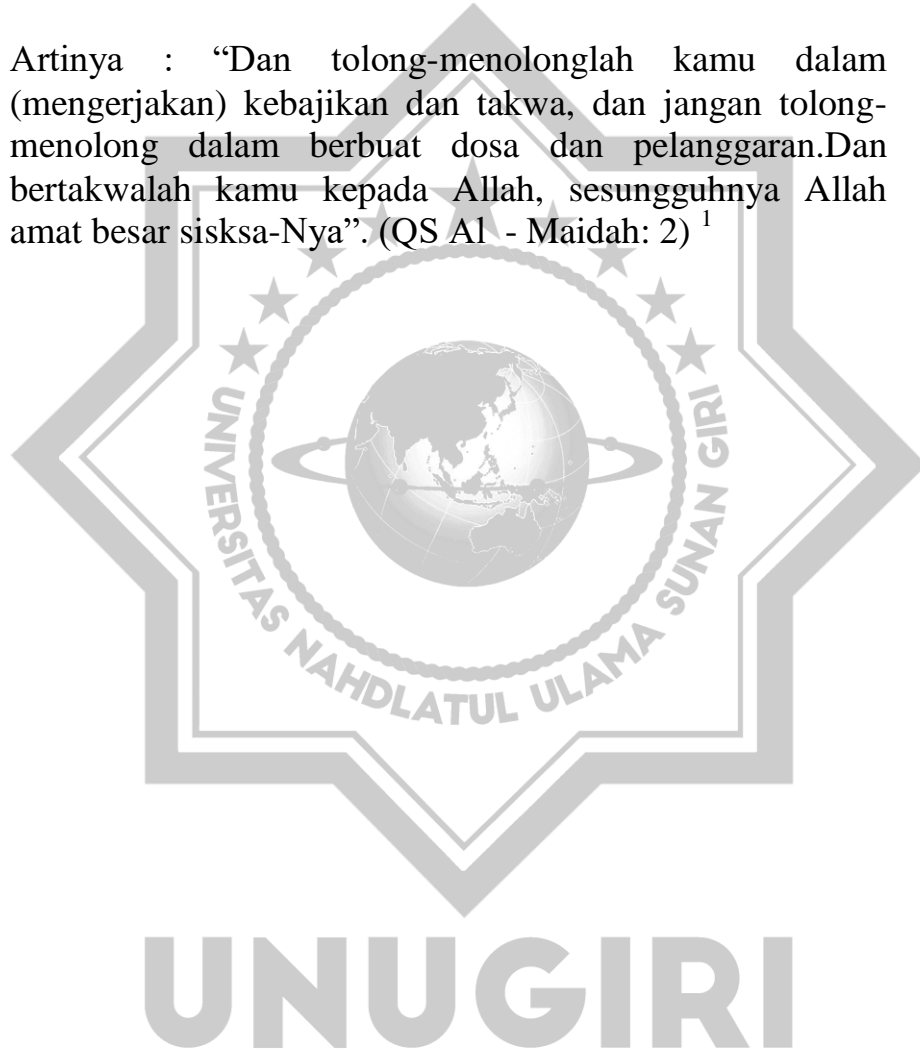 Artinya : “Dan tolong-menolonglah kamu dalam
(mengerjakan) kebajikan dan takwa, dan jangan tolong-
menolong dalam berbuat dosa dan pelanggaran.Dan
bertakwalah kamu kepada Allah, sesungguhnya Allah
amat besar sisksa-Nya”. (QS Al - Maidah: 2) 1
UNIVERSITAS NAHDLATUL ULAMA SUNAN GIRI
UNUGIRI